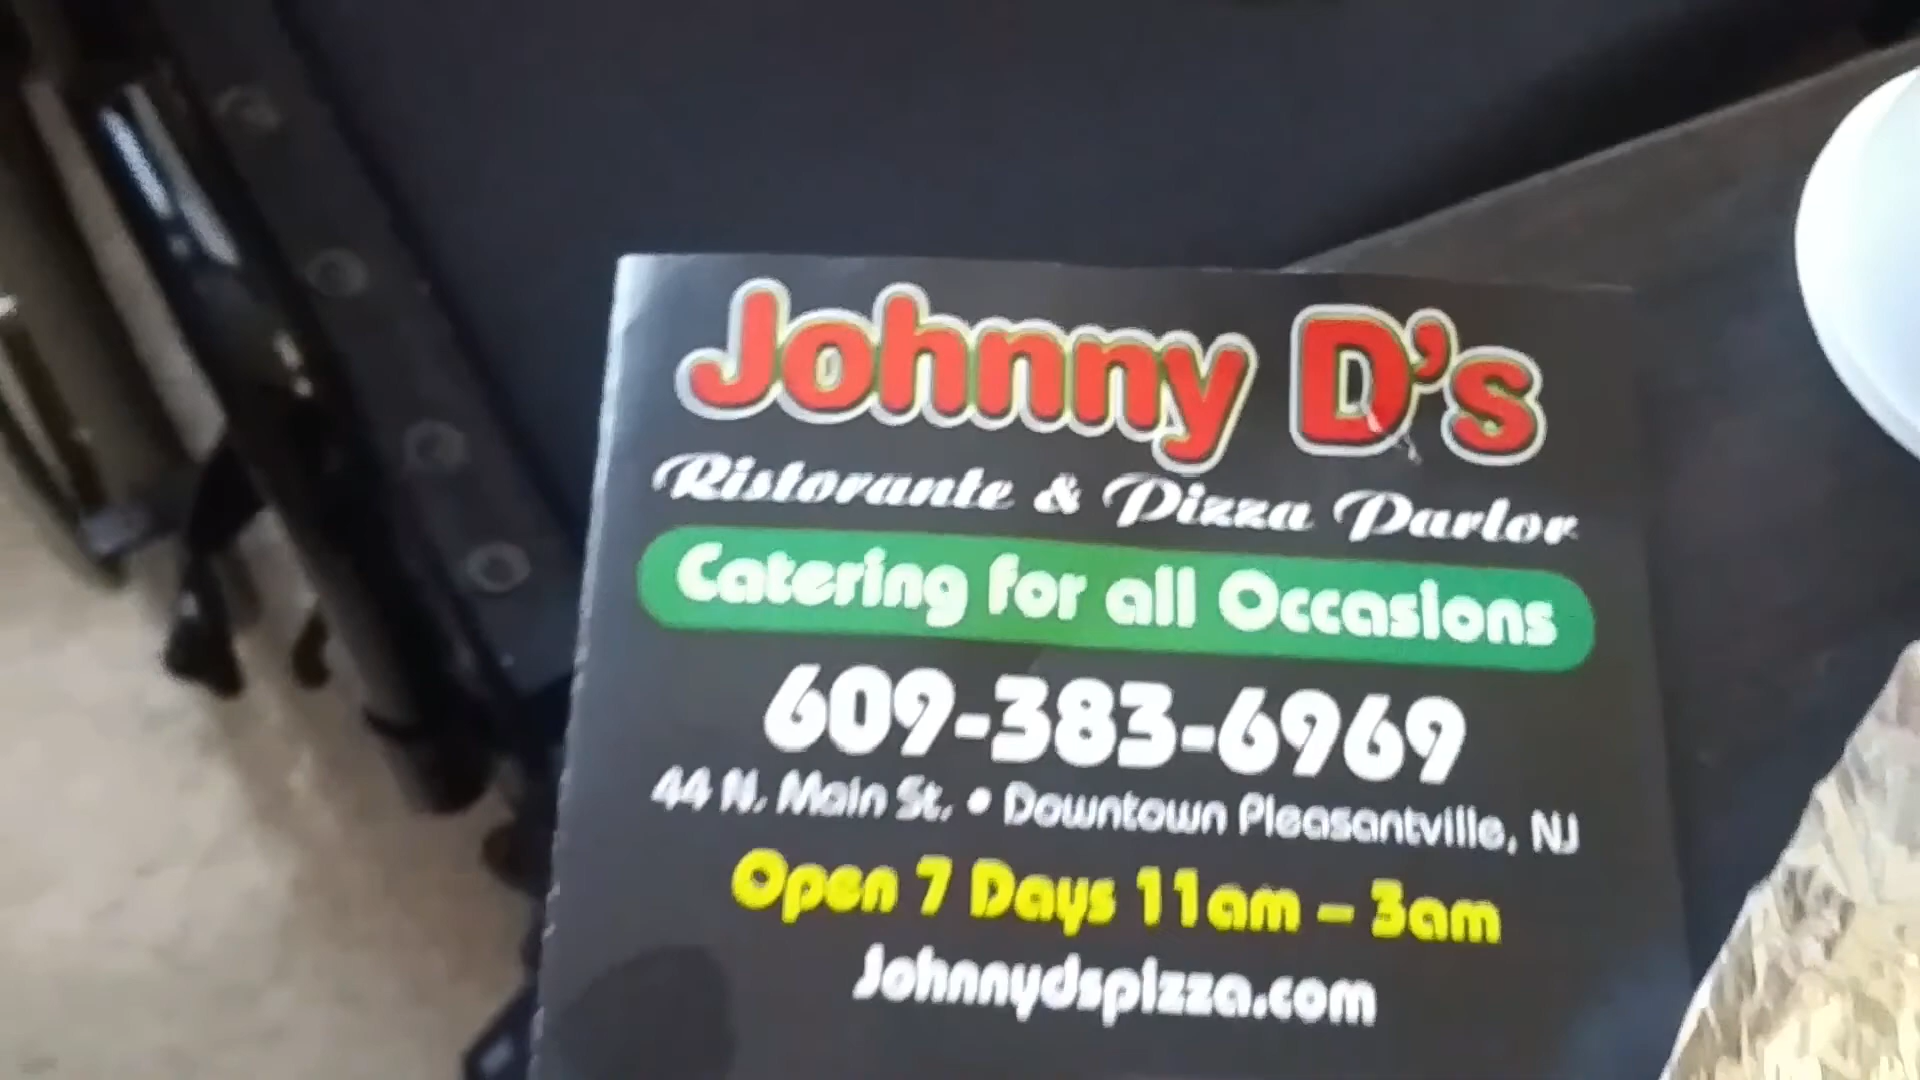 Johnny D's
Ristorante & Pizza Parlor
Catering for all Occasions
609-383-6969
44 N. Main St. • Downtown Pleasantville, NJ
Open 7 Days 11am – 3am
Johnnydspizza.com